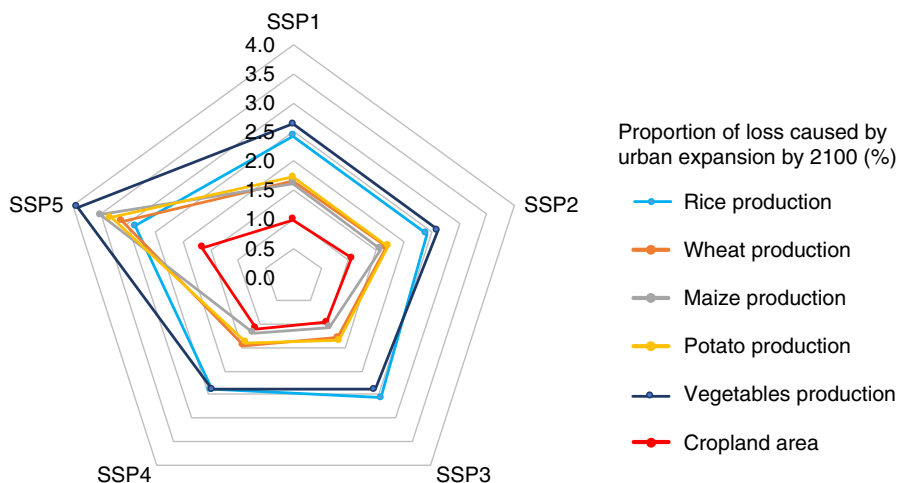 SSP1
4.0
3.5
3.0
2.5
2.0
1.5
1.0
0.5
0.0
SSP5
SSP2
SSP4
SSP3
Proportion of loss caused by
urban expansion by 2100 (%)
Rice production
Wheat production
Maize production
Potato production
Vegetables production
Cropland area